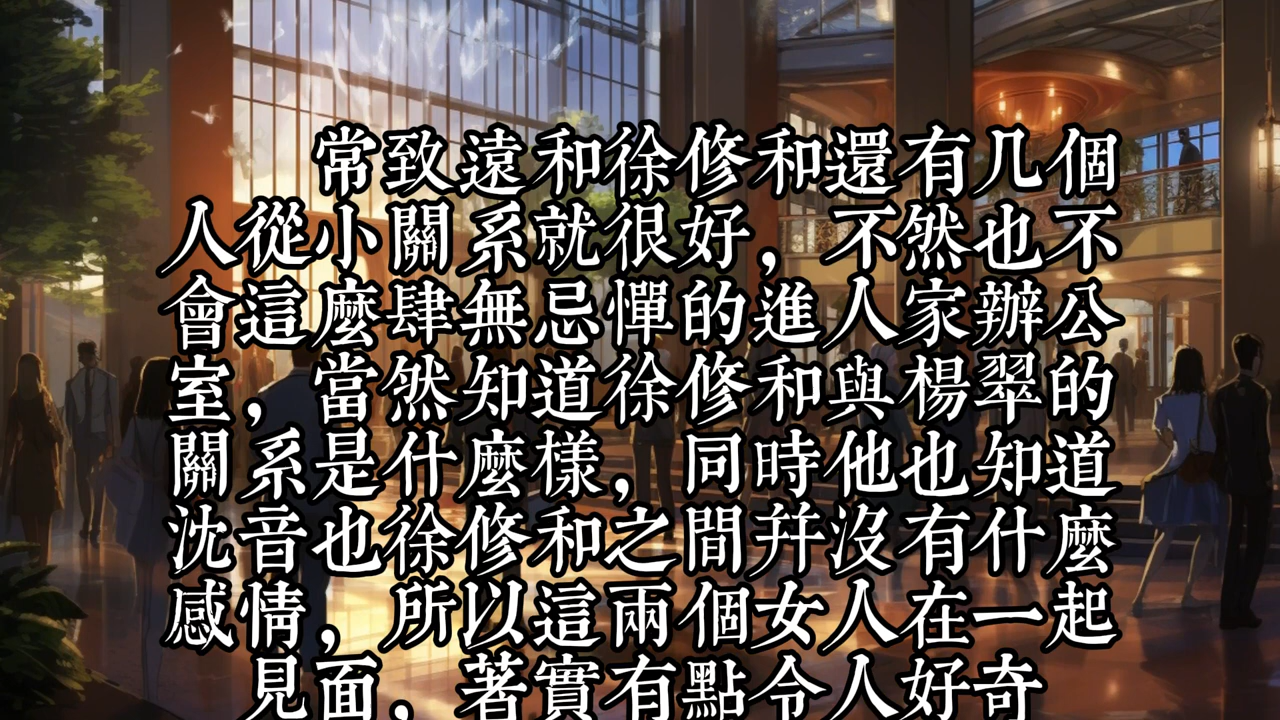 常致遠和徐修和還有几個
人從小關系就很好，不然也不
會這麼肆無忌憚的進人家辦公
室，當然知道徐修和與楊翠的
關系是什麼樣，同時他也知道
沈音也徐修和之間并沒有什麼
感情，所以這兩個女人在一起
見面，著實有點令人好奇